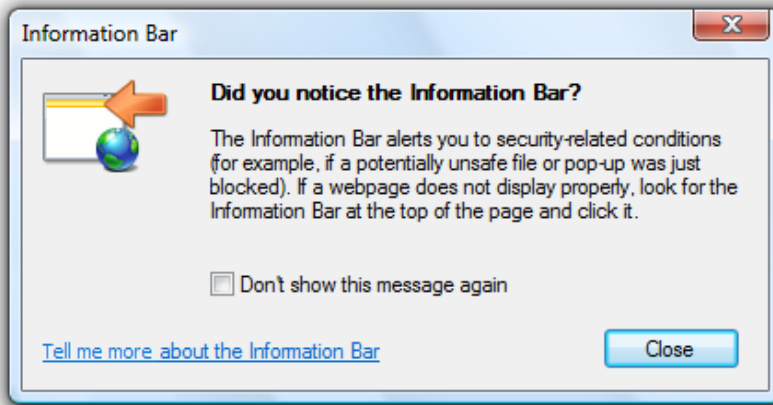 Information Bar
Did you notice the Information Bar?
The Information Bar alerts you to security-related conditions
(for example, if a potentially unsafe file or pop-up was just
blocked). If a webpage does not display properly, look for the
Information Bar at the top of the page and click it.
Don't show this message again
Tell me more about the Information Bar
Close